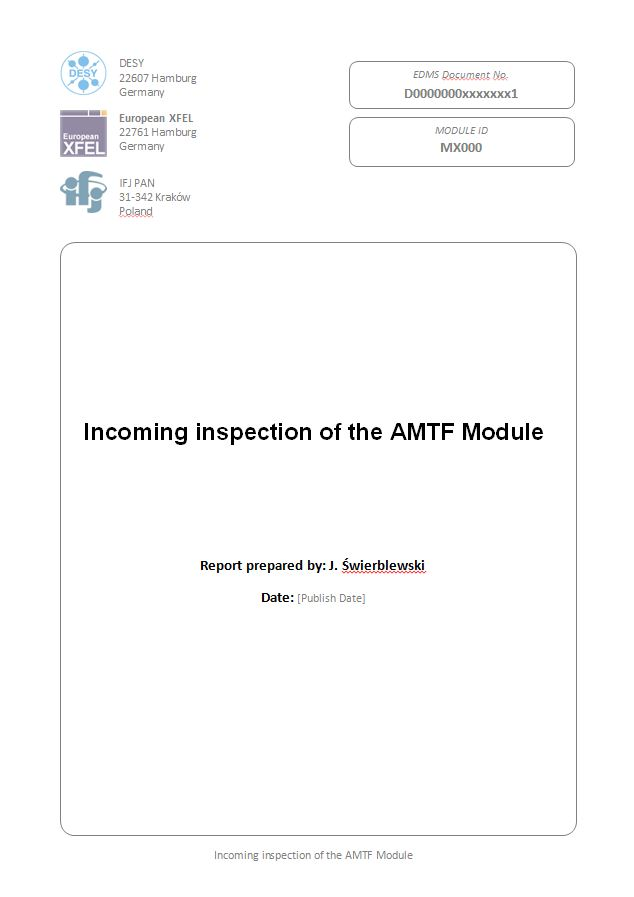 DESY
DESY
22607 Hamburg
Germany
European
XFEL
European XFEL
22761 Hamburg
Germany
ifj
IFJ PAN
31-342 Kraków
Poland
EDMS Document No.
D0000000xxxxxxx1
MODULE ID
MX000
Incoming inspection of the AMTF Module
Report prepared by: J. Świerblewski
Date: [Publish Date]
Incoming inspection of the AMTF Module